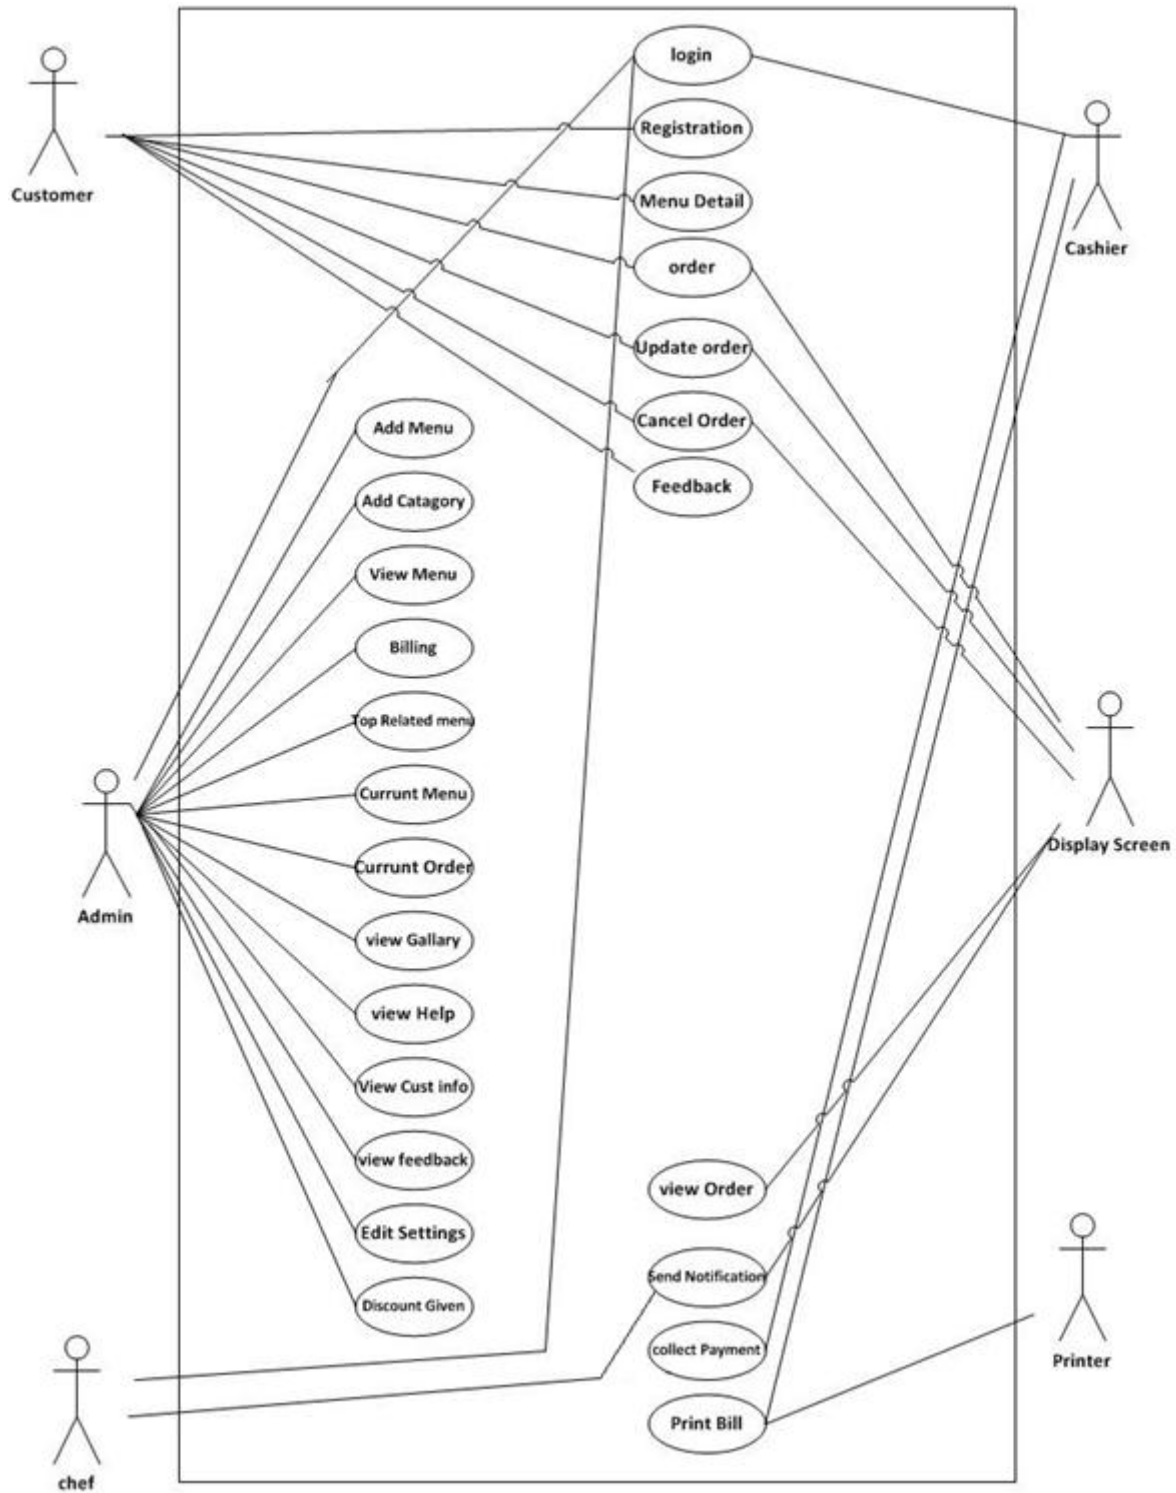 login
Registration
Customer
Menu Detail
Cashier
order
Update order
Cancel Order
Add Menu
Feedback
Add Catagory
View Menu
Billing
Top Related menu
Currunt Menu
Display Screen
Currunt Order
Admin
view Gallary
view Help
View Cust info
view feedback
view Order
Edit Settings
Send Notification
Discount Given
collect Payment
Printer
Print Bill
chef